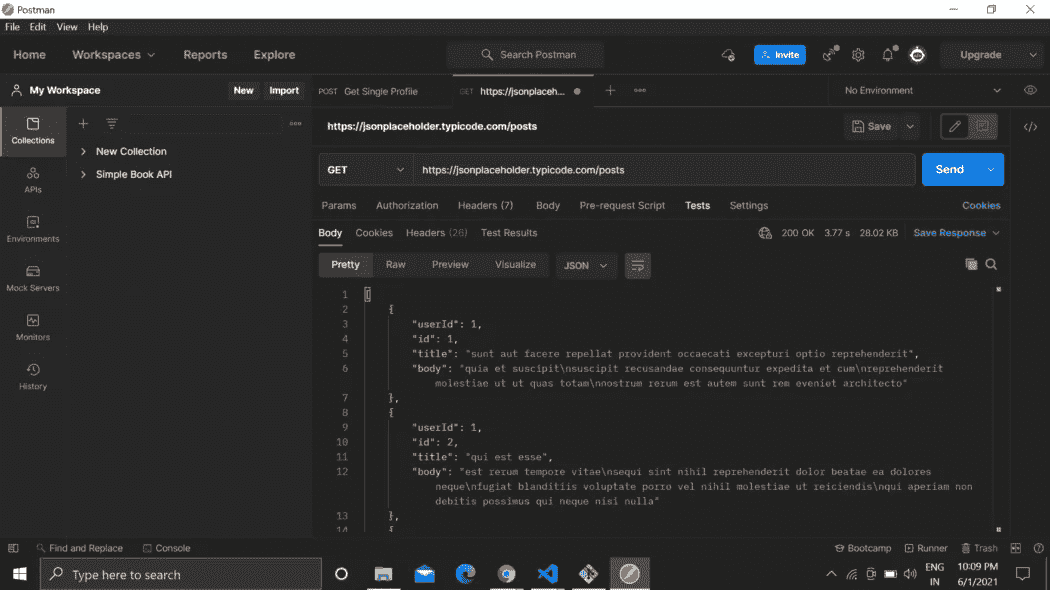 Postman
File Edit View Help
Home Workspaces Reports Explore Search Postman Invite Upgrade
My Workspace New Import POST Get Single Profile GET https://jsonplaceh... No Environment
https://jsonplaceholder.typicode.com/posts Save
Collections
New Collection
Simple Book API
GET https://jsonplaceholder.typicode.com/posts Send
APIs
Params Authorization Headers (7) Body Pre-request Script Tests Settings Cookies
Environments
Body Cookies Headers (26) Test Results 200 OK 3.77 s 28.02 KB Save Response
Pretty Raw Preview Visualize JSON
Mock Servers
Monitors
History
1 [
2 {
3 "userId": 1,
4 "id": 1,
5 "title": "sunt aut facere repellat provident occaecati excepturi optio reprehenderit",
6 "body": "quia et suscipit\nsuscipit recusandae consequuntur expedita et cum\nreprehenderit
molestiae ut ut quas totam\nnostrum rerum est autem sunt rem eveniet architecto"
7 },
8 {
9 "userId": 1,
10 "id": 2,
11 "title": "qui est esse",
12 "body": "est rerum tempore vitae\nsequi sint nihil reprehenderit dolor beatae ea dolores
neque\nfugiat blanditiis voluptate porro vel nihil molestiae ut reiciendis\nqui aperiam non
debitis possimus qui neque nisi nulla"
13 },
14 {
Find and Replace Console Bootcamp Runner Trash
Type here to search ENG IN 10:09 PM 6/1/2021